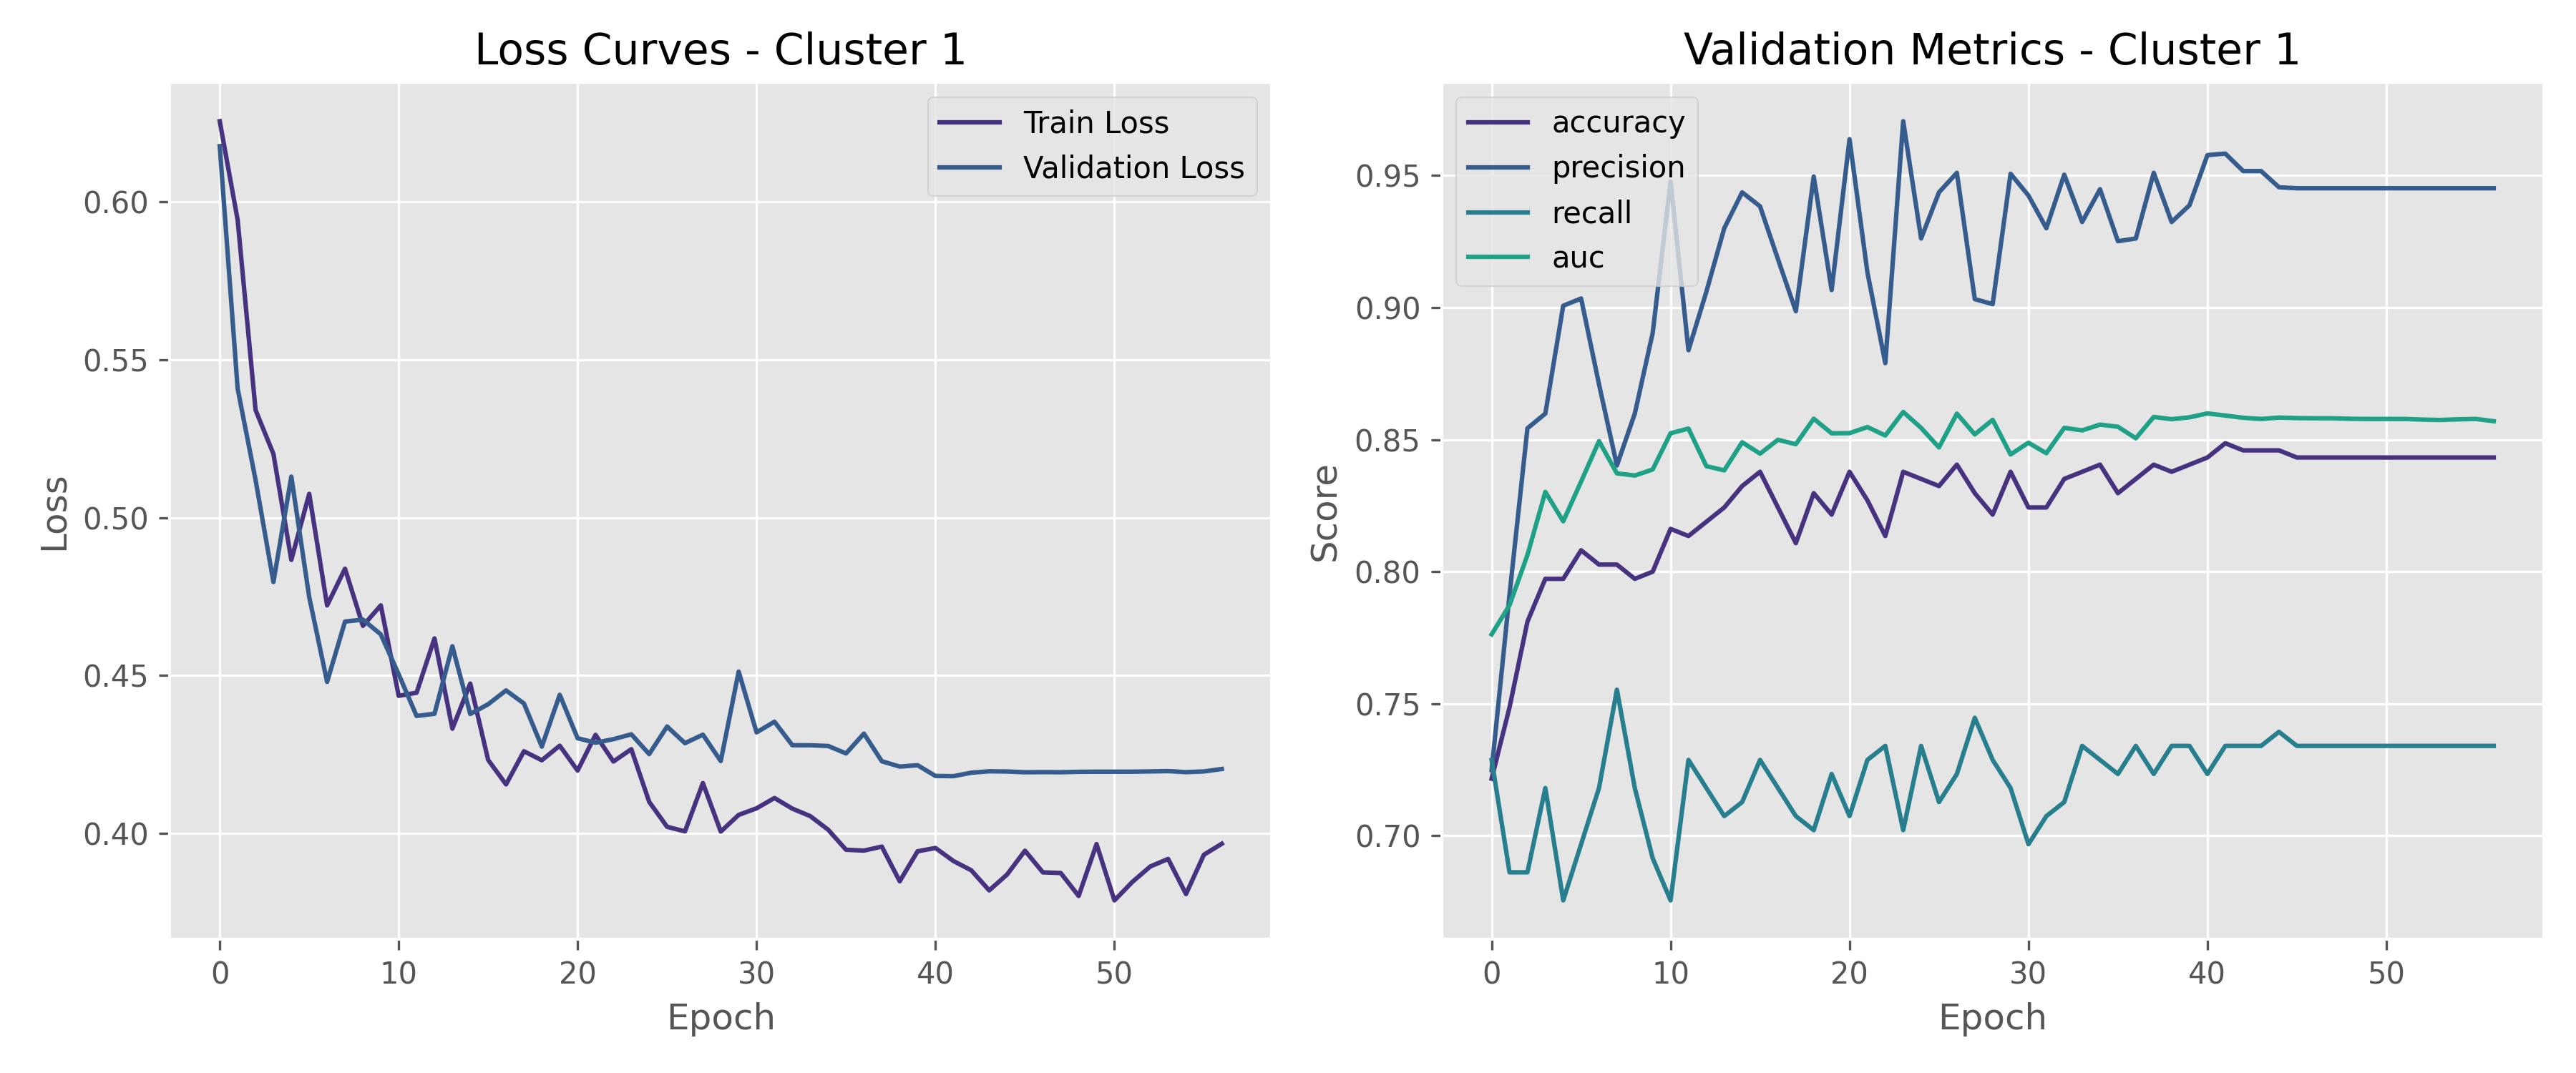 Loss Curves - Cluster 1
Train Loss
Validation Loss
0.60
0.55
0.50
0.45
0.40
Loss
0 10 20 30 40 50
Epoch
Validation Metrics - Cluster 1
accuracy
precision
recall
auc
0.95
0.90
0.85
0.80
0.75
0.70
Score
0 10 20 30 40 50
Epoch